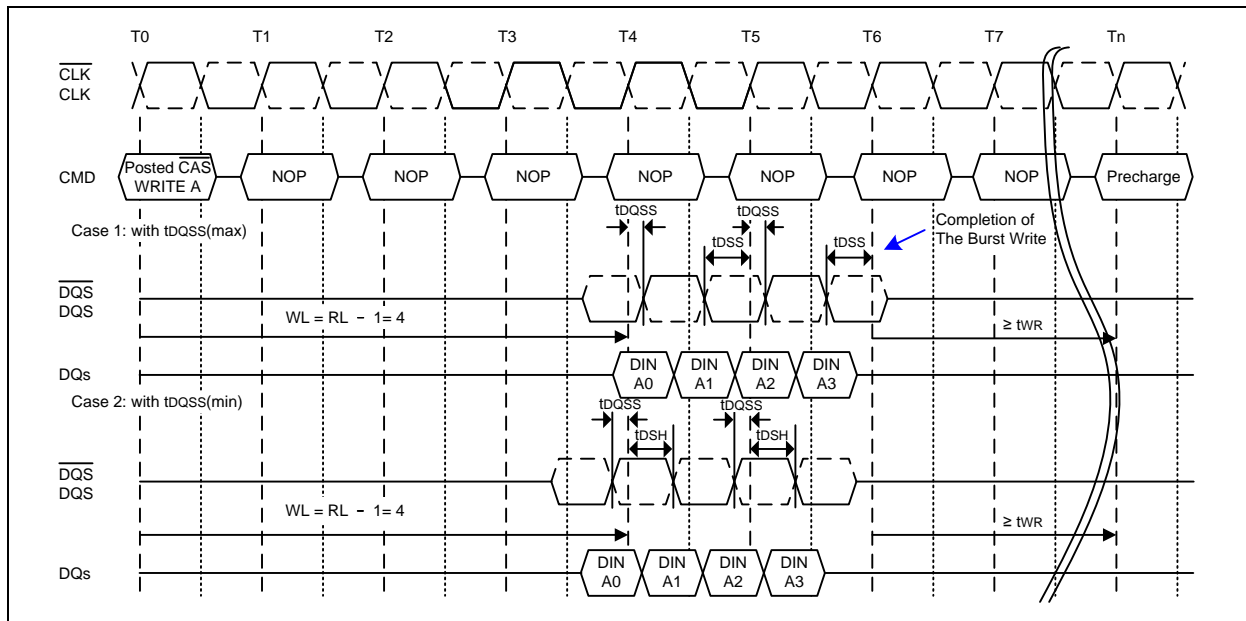 T0 T1 T2 T3 T4 T5 T6 T7 Tn
CLK
CLK
CMD
Posted CAS
WRITE A
NOP NOP NOP NOP NOP NOP NOP Precharge
Case 1: with tDQSS(max)
tDQSS tDQSS
tDSS tDSS
Completion of
The Burst Write
DQS
DQS
WL = RL − 1= 4
≥ tWR
DQs
DIN DIN DIN DIN
A0 A1 A2 A3
Case 2: with tDQSS(min)
tDQSS tDQSS
tDSH tDSH
DQS
DQS
WL = RL − 1= 4
≥ tWR
DQs
DIN DIN DIN DIN
A0 A1 A2 A3